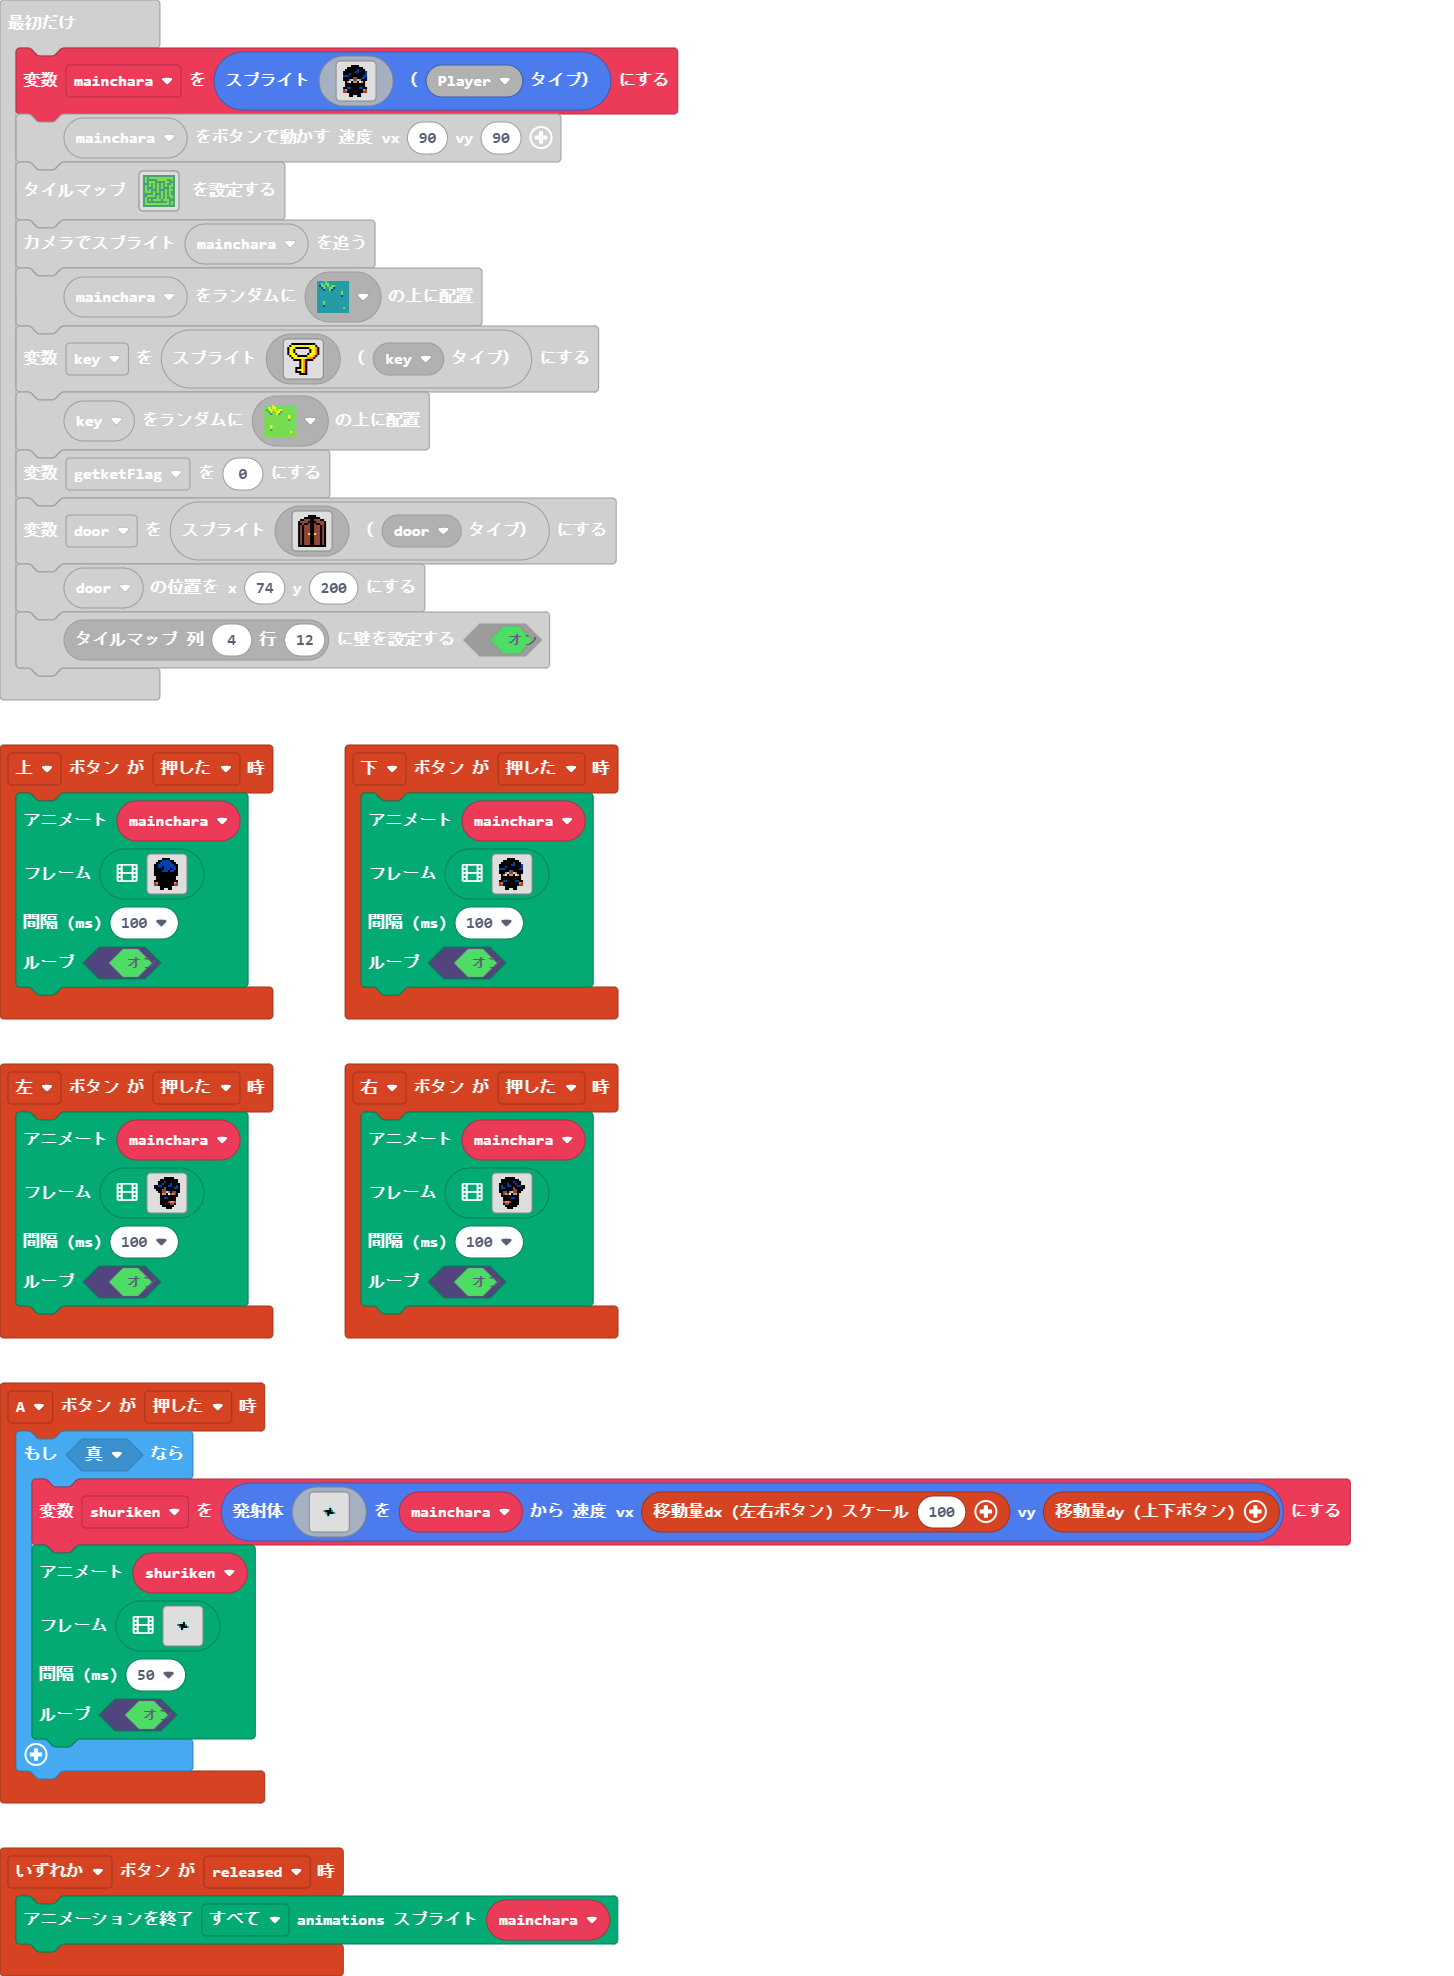 最初だけ
変数 mainchara を スプライト ( Player タイプ) にする
mainchara をボタンで動かす 速度 vx 90 vy 90
タイルマップ を設定する
カメラでスプライト mainchara を追う
mainchara をランダムに の上に配置
変数 key を スプライト ( key タイプ) にする
key をランダムに の上に配置
変数 getketFlag を 0 にする
変数 door を スプライト ( door タイプ) にする
door の位置を x 74 y 200 にする
タイルマップ 列 4 行 12 に壁を設定する オン
上 ボタン が 押した 時
アニメート mainchara
フレーム
間隔 (ms) 100
ループ オン
下 ボタン が 押した 時
アニメート mainchara
フレーム
間隔 (ms) 100
ループ オン
左 ボタン が 押した 時
アニメート mainchara
フレーム
間隔 (ms) 100
ループ オン
右 ボタン が 押した 時
アニメート mainchara
フレーム
間隔 (ms) 100
ループ オン
A ボタン が 押した 時
もし 真 なら
変数 shuriken を 発射体 を mainchara から 速度 vx 移動量dx (左右ボタン) スケール 100 vy 移動量dy (上下ボタン) にする
アニメート shuriken
フレーム
間隔 (ms) 50
ループ オン
いずれか ボタン が released 時
アニメーションを終了 すべて animations スプライト mainchara